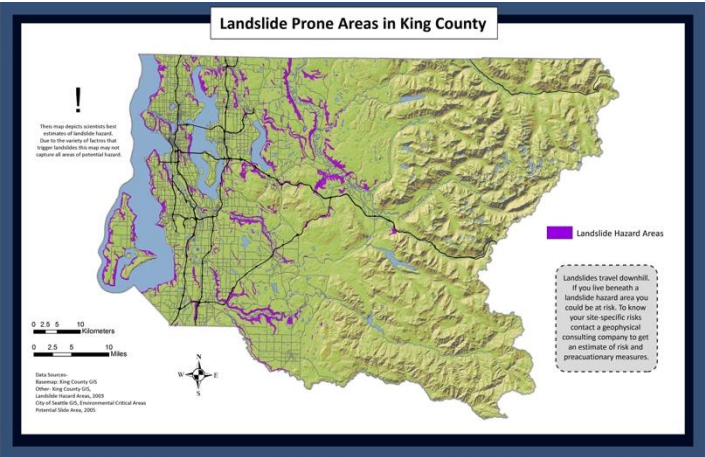 Landslide Prone Areas in King County
!
Theis map depicts scientists best
estimates of landslide hazard.
Due to the variety of factros that
trigger landslides this map may not
capture all areas of potential hazard.
Landslide Hazard Areas
Landslides travel downhill.
If you live beneath a
landslide hazard area you
could be at risk. To know
your site-specific risks
contact a geophysical
consulting company to get
an estimate of risk and
preacuationary measures.
0 2.5 5 10
Kilometers
0 2.5 5 10
Miles
N
W E
S
Data Sources-
Basemap: King County GIS
Other- King County GIS,
Landslide Hazard Areas, 2005
City of Seattle GIS, Environmental Critical Areas
Potential Slide Area, 2005